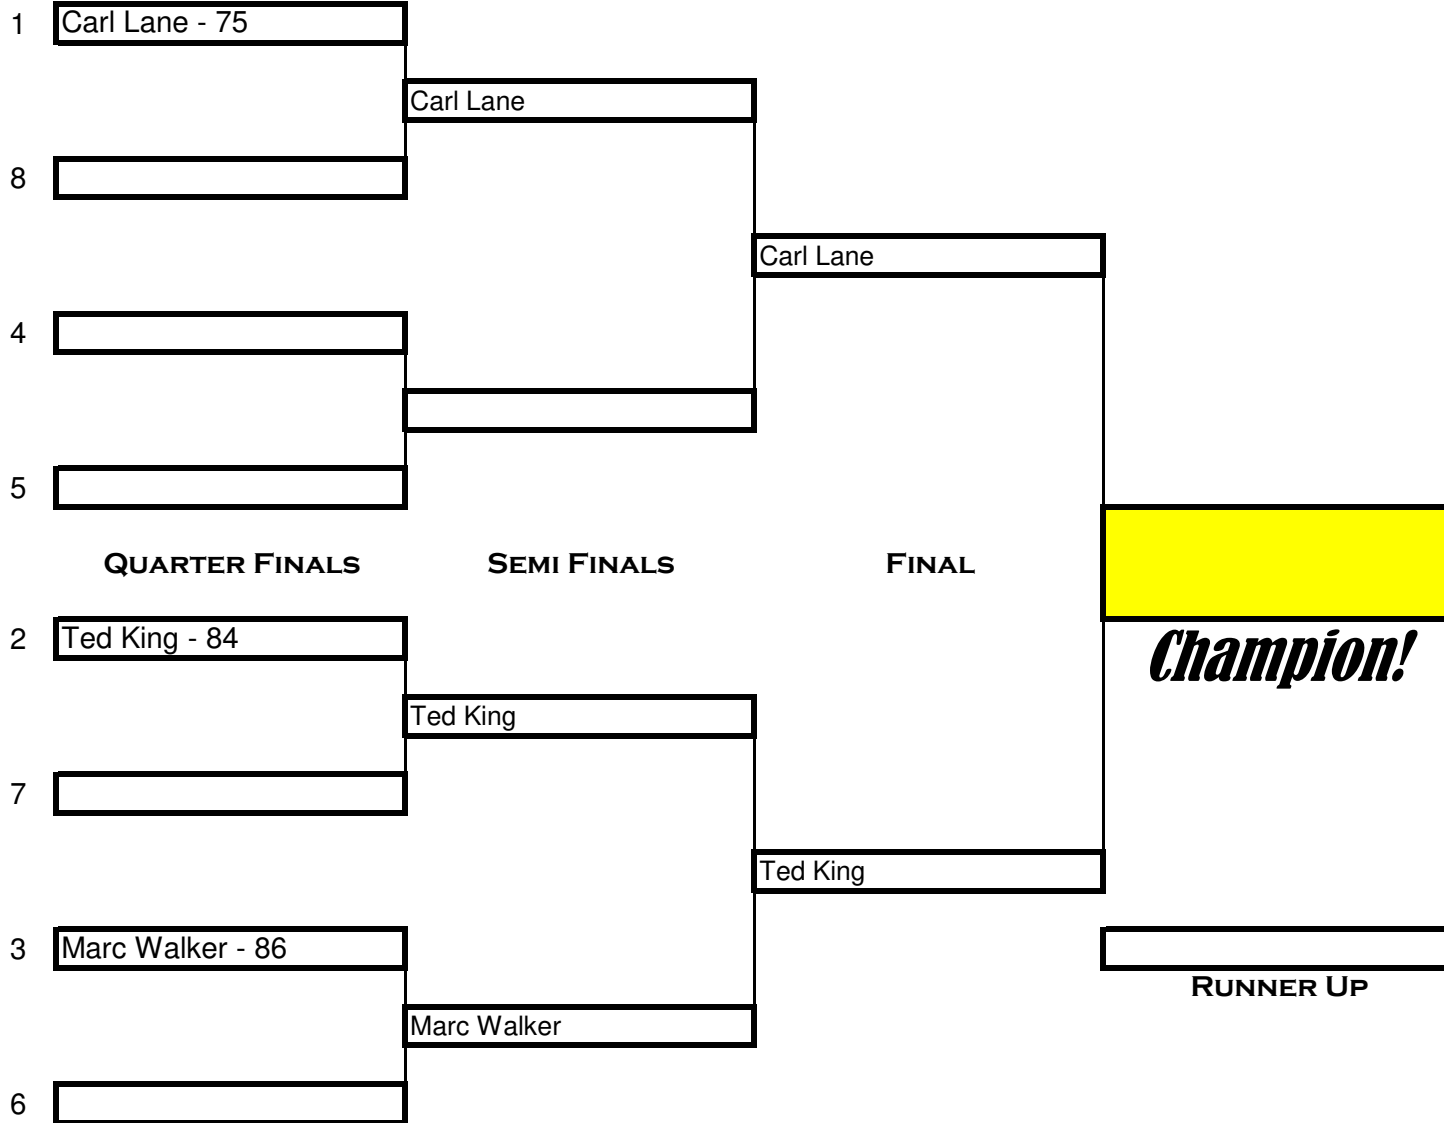 1 Carl Lane - 75
Carl Lane
8
Carl Lane
4
5
QUARTER FINALS SEMI FINALS FINAL
2 Ted King - 84
Champion!
Ted King
7
Ted King
3 Marc Walker - 86
RUNNER UP
Marc Walker
6